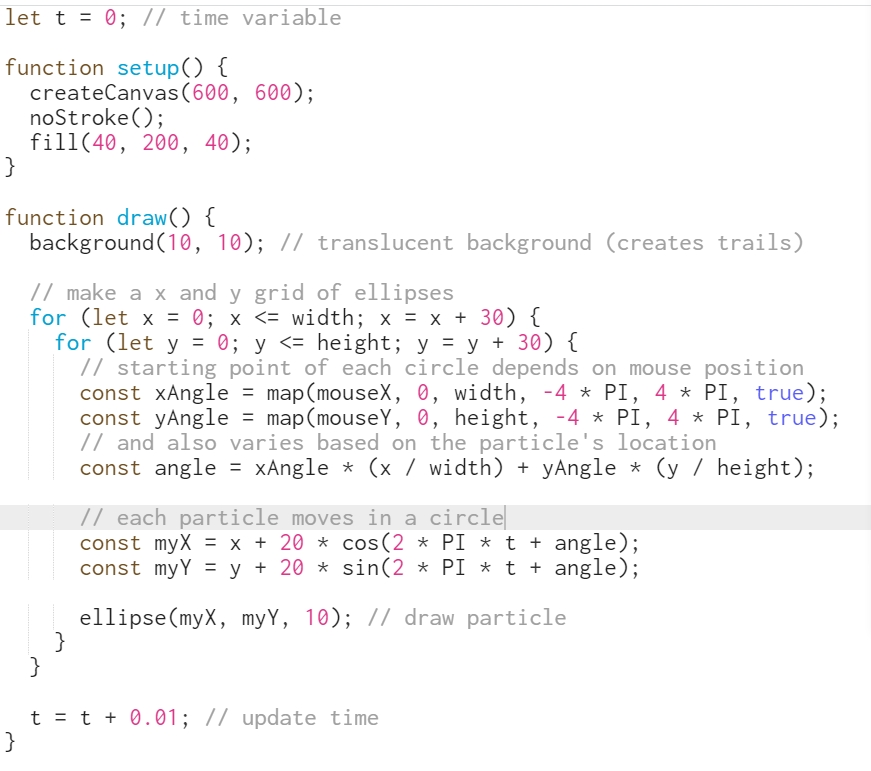 let t = 0; // time variable
function setup() {
createCanvas(600, 600);
noStroke();
fill(40, 200, 40);
}
function draw() {
background(10, 10); // translucent background (creates trails)
// make a x and y grid of ellipses
for (let x = 0; x <= width; x = x + 30) {
for (let y = 0; y <= height; y = y + 30) {
// starting point of each circle depends on mouse position
const xAngle = map(mouseX, 0, width, -4 * PI, 4 * PI, true);
const yAngle = map(mouseY, 0, height, -4 * PI, 4 * PI, true);
// and also varies based on the particle's location
const angle = xAngle * (x / width) + yAngle * (y / height);
// each particle moves in a circle
const myX = x + 20 * cos(2 * PI * t + angle);
const myY = y + 20 * sin(2 * PI * t + angle);
ellipse(myX, myY, 10); // draw particle
}
}
t = t + 0.01; // update time
}